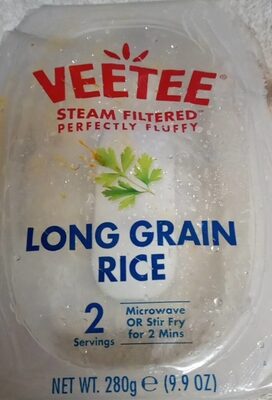 VEETEE
STEAM FILTERED™
PERFECTLY FLUFFY
LONG GRAIN
RICE
2
Servings
Microwave
OR Stir Fry
for 2 Mins
NET WT. 280g ℮ (9.9 OZ)